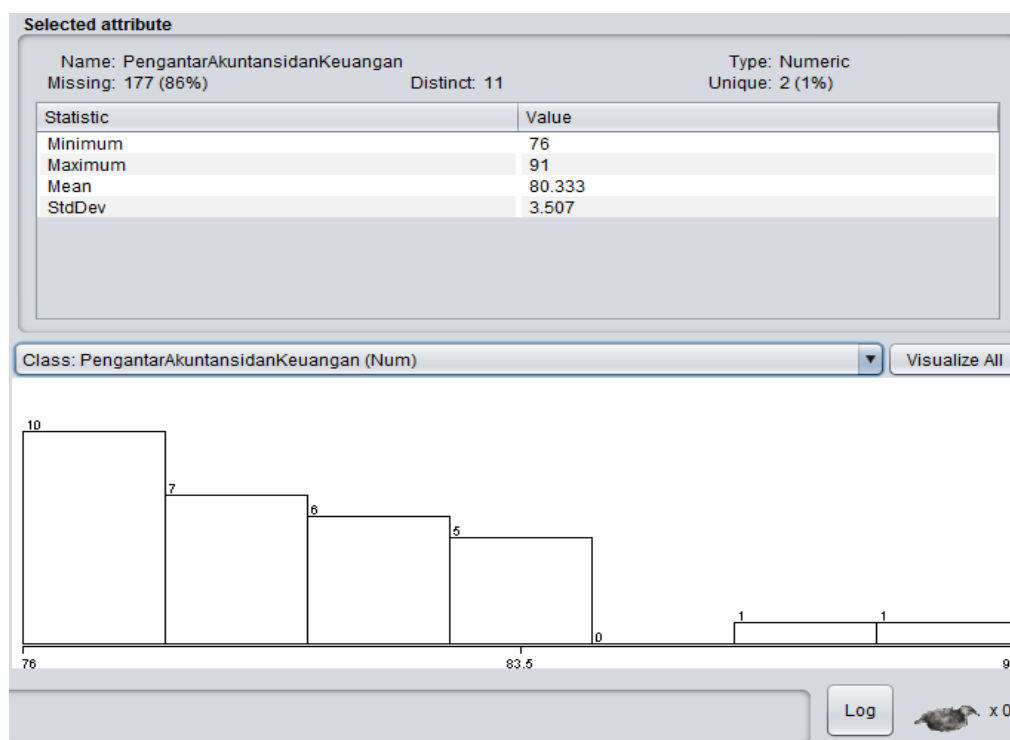 Selected attribute
Name: PengantarAkuntansidanKeuangan Type: Numeric
Missing: 177 (86%) Distinct: 11 Unique: 2 (1%)
Statistic Value
Minimum 76
Maximum 91
Mean 80.333
StdDev 3.507
Class: PengantarAkuntansidanKeuangan (Num) Visualize All
10
7
6
5
0
1
1
76 83.5 9
Log x 0